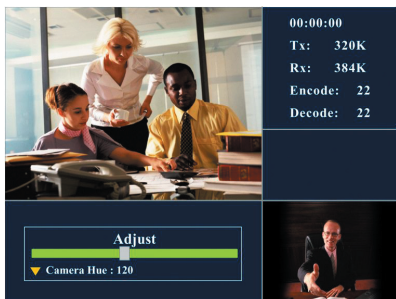 00:00:00
Tx: 320K
Rx: 384K
Encode: 22
Decode: 22
Adjust
Camera Hue : 120